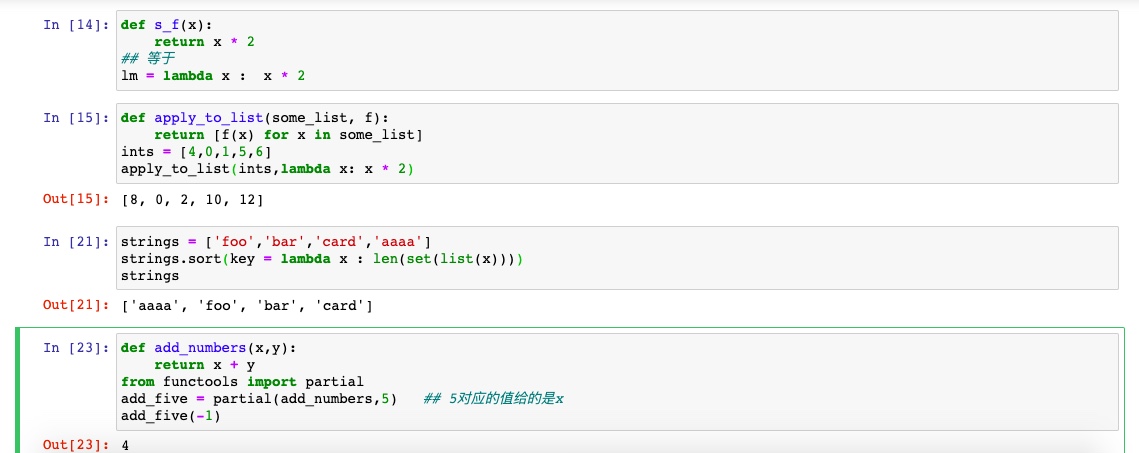 In [14]: def s_f(x):
    return x * 2
## 等于
lm = lambda x :  x * 2
In [15]: def apply_to_list(some_list, f):
    return [f(x) for x in some_list]
ints = [4,0,1,5,6]
apply_to_list(ints,lambda x: x * 2)
Out[15]: [8, 0, 2, 10, 12]
In [21]: strings = ['foo','bar','card','aaaa']
strings.sort(key = lambda x : len(set(list(x))))
strings
Out[21]: ['aaaa', 'foo', 'bar', 'card']
In [23]: def add_numbers(x,y):
    return x + y
from functools import partial
add_five = partial(add_numbers,5)   ## 5对应的值给的是x
add_five(-1)
Out[23]: 4